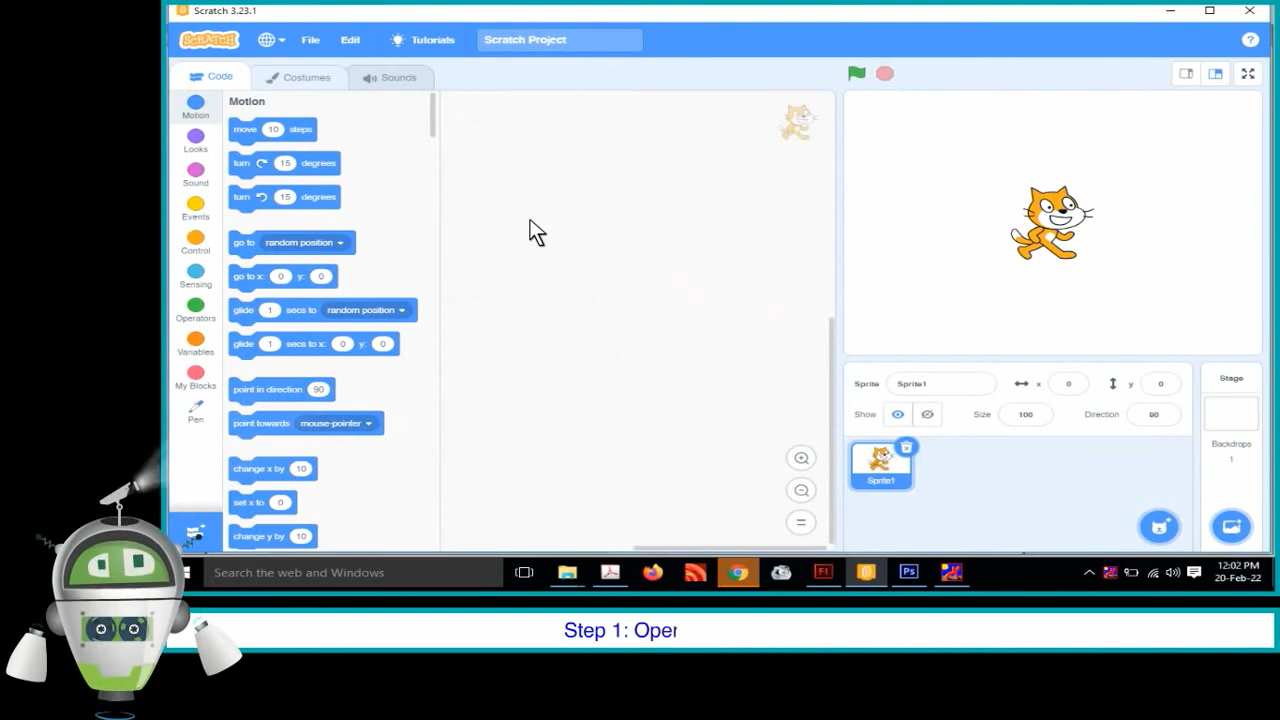 Scratch 3.23.1
SCRATCH File Edit Tutorials Scratch Project ?
Code Costumes Sounds
Motion
Looks
Sound
Events
Control
Sensing
Operators
Variables
My Blocks
Pen
Motion
move 10 steps
turn 15 degrees
turn 15 degrees
go to random position
go to x: 0 y: 0
glide 1 secs to random position
glide 1 secs to x: 0 y: 0
point in direction 90
point towards mouse-pointer
change x by 10
set x to 0
change y by 10
Sprite Sprite1 x 0 y 0
Show Size 100 Direction 90
Sprite1
Stage
Backdrops
1
Search the web and Windows
Fl
Ps
12:02 PM
20-Feb-22
Step 1: Oper